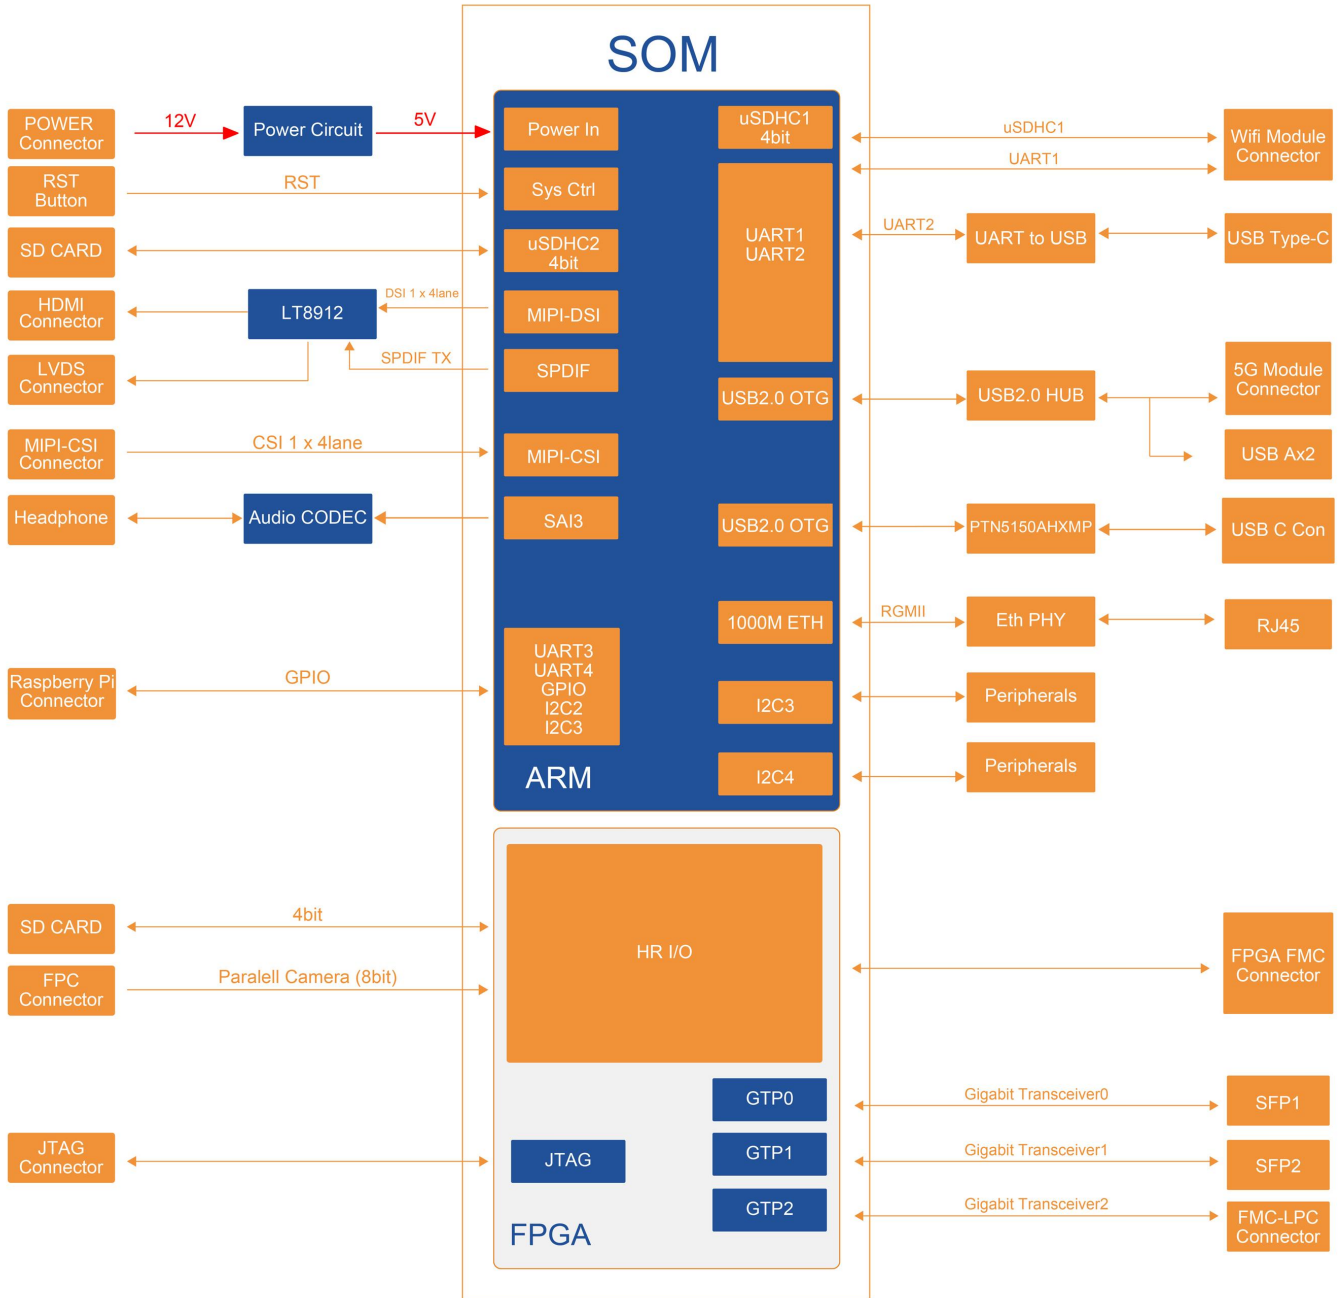 SOM
POWER
Connector
12V
Power Circuit
5V
Power In
uSDHC1
4bit
uSDHC1
UART1
Wifi Module
Connector
RST
Button
RST
Sys Ctrl
UART1
UART2
UART2
UART to USB
USB Type-C
SD CARD
uSDHC2
4bit
HDMI
Connector
LT8912
DSI 1 x 4lane
MIPI-DSI
LVDS
Connector
SPDIF TX
SPDIF
USB2.0 OTG
USB2.0 HUB
5G Module
Connector
USB Ax2
MIPI-CSI
Connector
CSI 1 x 4lane
MIPI-CSI
Headphone
Audio CODEC
SAI3
USB2.0 OTG
PTN5150AHXMP
USB C Con
1000M ETH
RGMII
Eth PHY
RJ45
Raspberry Pi
Connector
GPIO
UART3
UART4
GPIO
I2C2
I2C3
I2C3
Peripherals
ARM
I2C4
Peripherals
SD CARD
4bit
HR I/O
FPC
Connector
Paralell Camera (8bit)
FPGA FMC
Connector
GTP0
Gigabit Transceiver0
SFP1
JTAG
Connector
JTAG
GTP1
Gigabit Transceiver1
SFP2
GTP2
Gigabit Transceiver2
FMC-LPC
Connector
FPGA